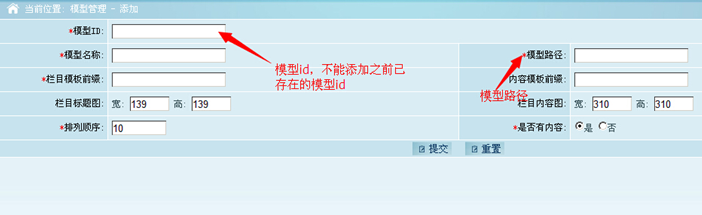 当前位置: 模型管理 - 添加
*模型ID:
*模型名称: *模型路径:
模型id，不能添加之前已
存在的模型id
模型路径
*栏目模板前缀: 内容模板前缀:
栏目标题图: 宽: 139 高: 139 栏目内容图: 宽: 310 高: 310
*排列顺序: 10 *是否有内容: 是 否
提交 重置